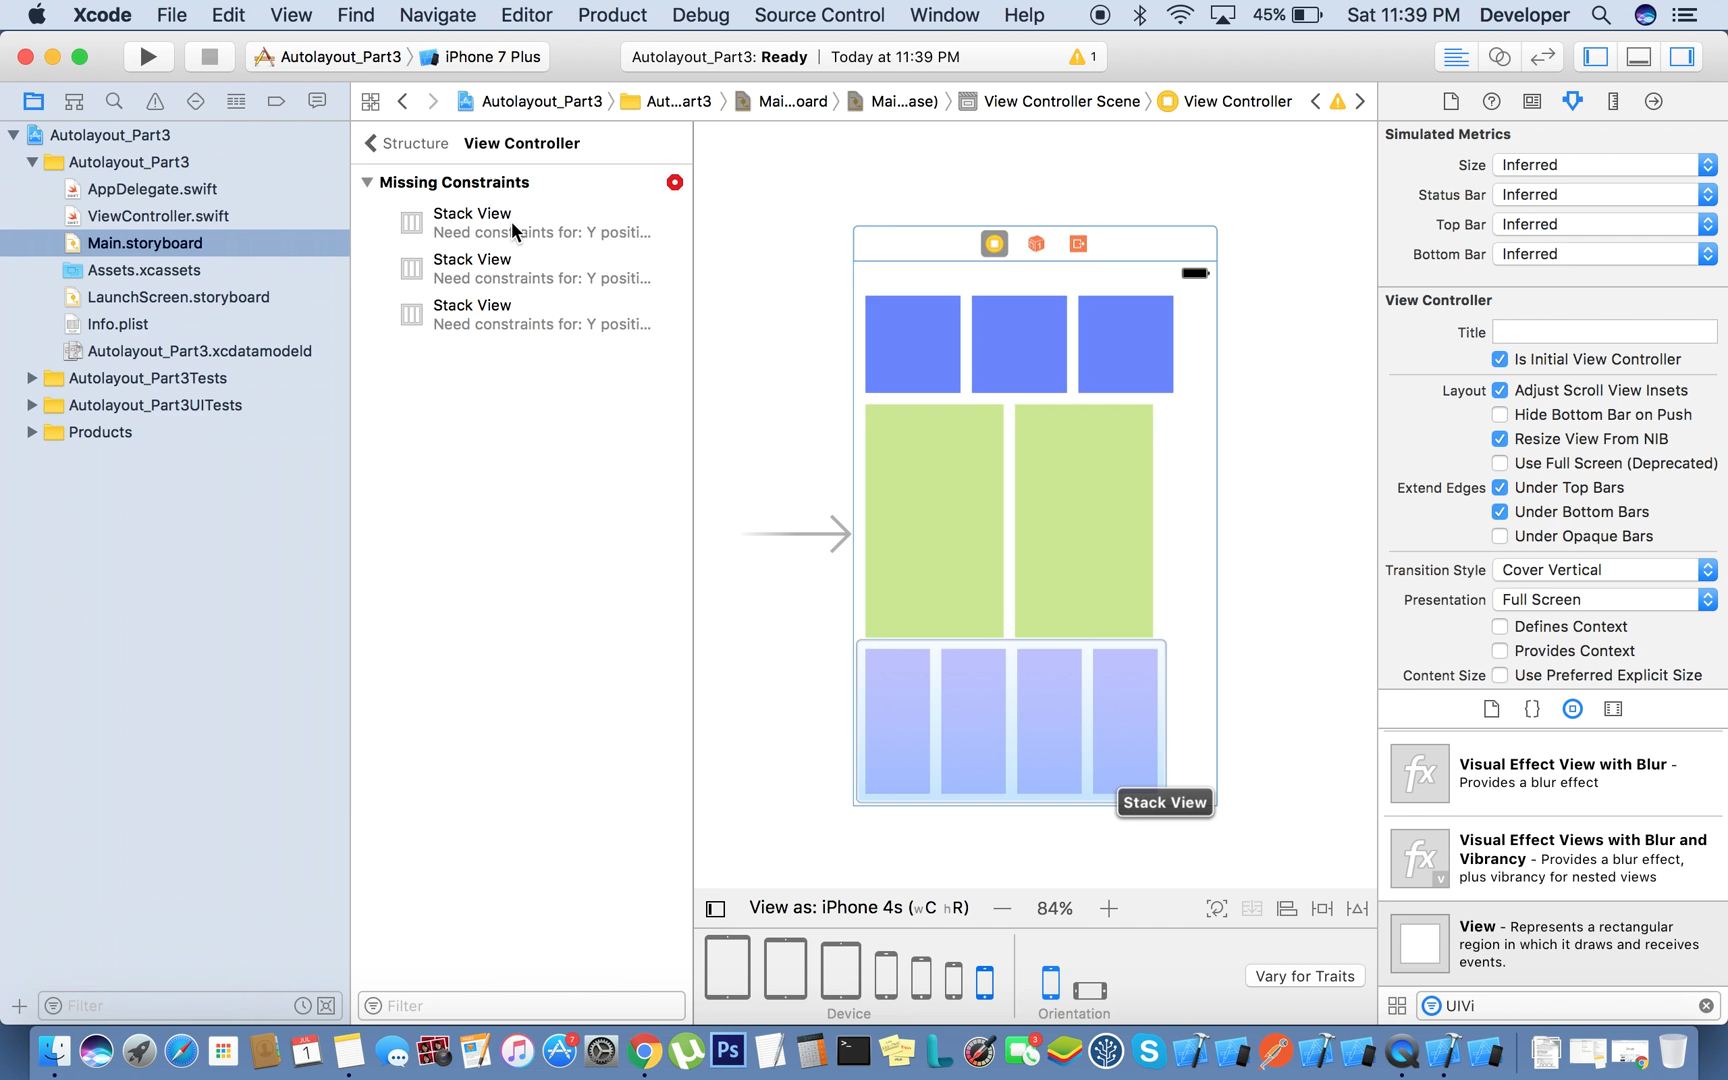 Xcode File Edit View Find Navigate Editor Product Debug Source Control Window Help 45% Sat 11:39 PM Developer
Autolayout_Part3 iPhone 7 Plus Autolayout_Part3: Ready Today at 11:39 PM 1
Autolayout_Part3 Aut...art3 Mai...oard Mai...ase) View Controller Scene View Controller
Autolayout_Part3
Autolayout_Part3
AppDelegate.swift
ViewController.swift
Main.storyboard
Assets.xcassets
LaunchScreen.storyboard
Info.plist
Autolayout_Part3.xcdatamodeld
Autolayout_Part3Tests
Autolayout_Part3UITests
Products
Filter
Structure View Controller
Missing Constraints
Stack View
Need constraints for: Y positi...
Stack View
Need constraints for: Y positi...
Stack View
Need constraints for: Y positi...
Filter
Stack View
View as: iPhone 4s (wC hR) 84%
Device
Orientation
Vary for Traits
Simulated Metrics
Size Inferred
Status Bar Inferred
Top Bar Inferred
Bottom Bar Inferred
View Controller
Title
Is Initial View Controller
Layout Adjust Scroll View Insets
Hide Bottom Bar on Push
Resize View From NIB
Use Full Screen (Deprecated)
Extend Edges Under Top Bars
Under Bottom Bars
Under Opaque Bars
Transition Style Cover Vertical
Presentation Full Screen
Defines Context
Provides Context
Content Size Use Preferred Explicit Size
Visual Effect View with Blur -
Provides a blur effect
Visual Effect Views with Blur and
Vibrancy - Provides a blur effect,
plus vibrancy for nested views
View - Represents a rectangular
region in which it draws and receives
events.
UIVi